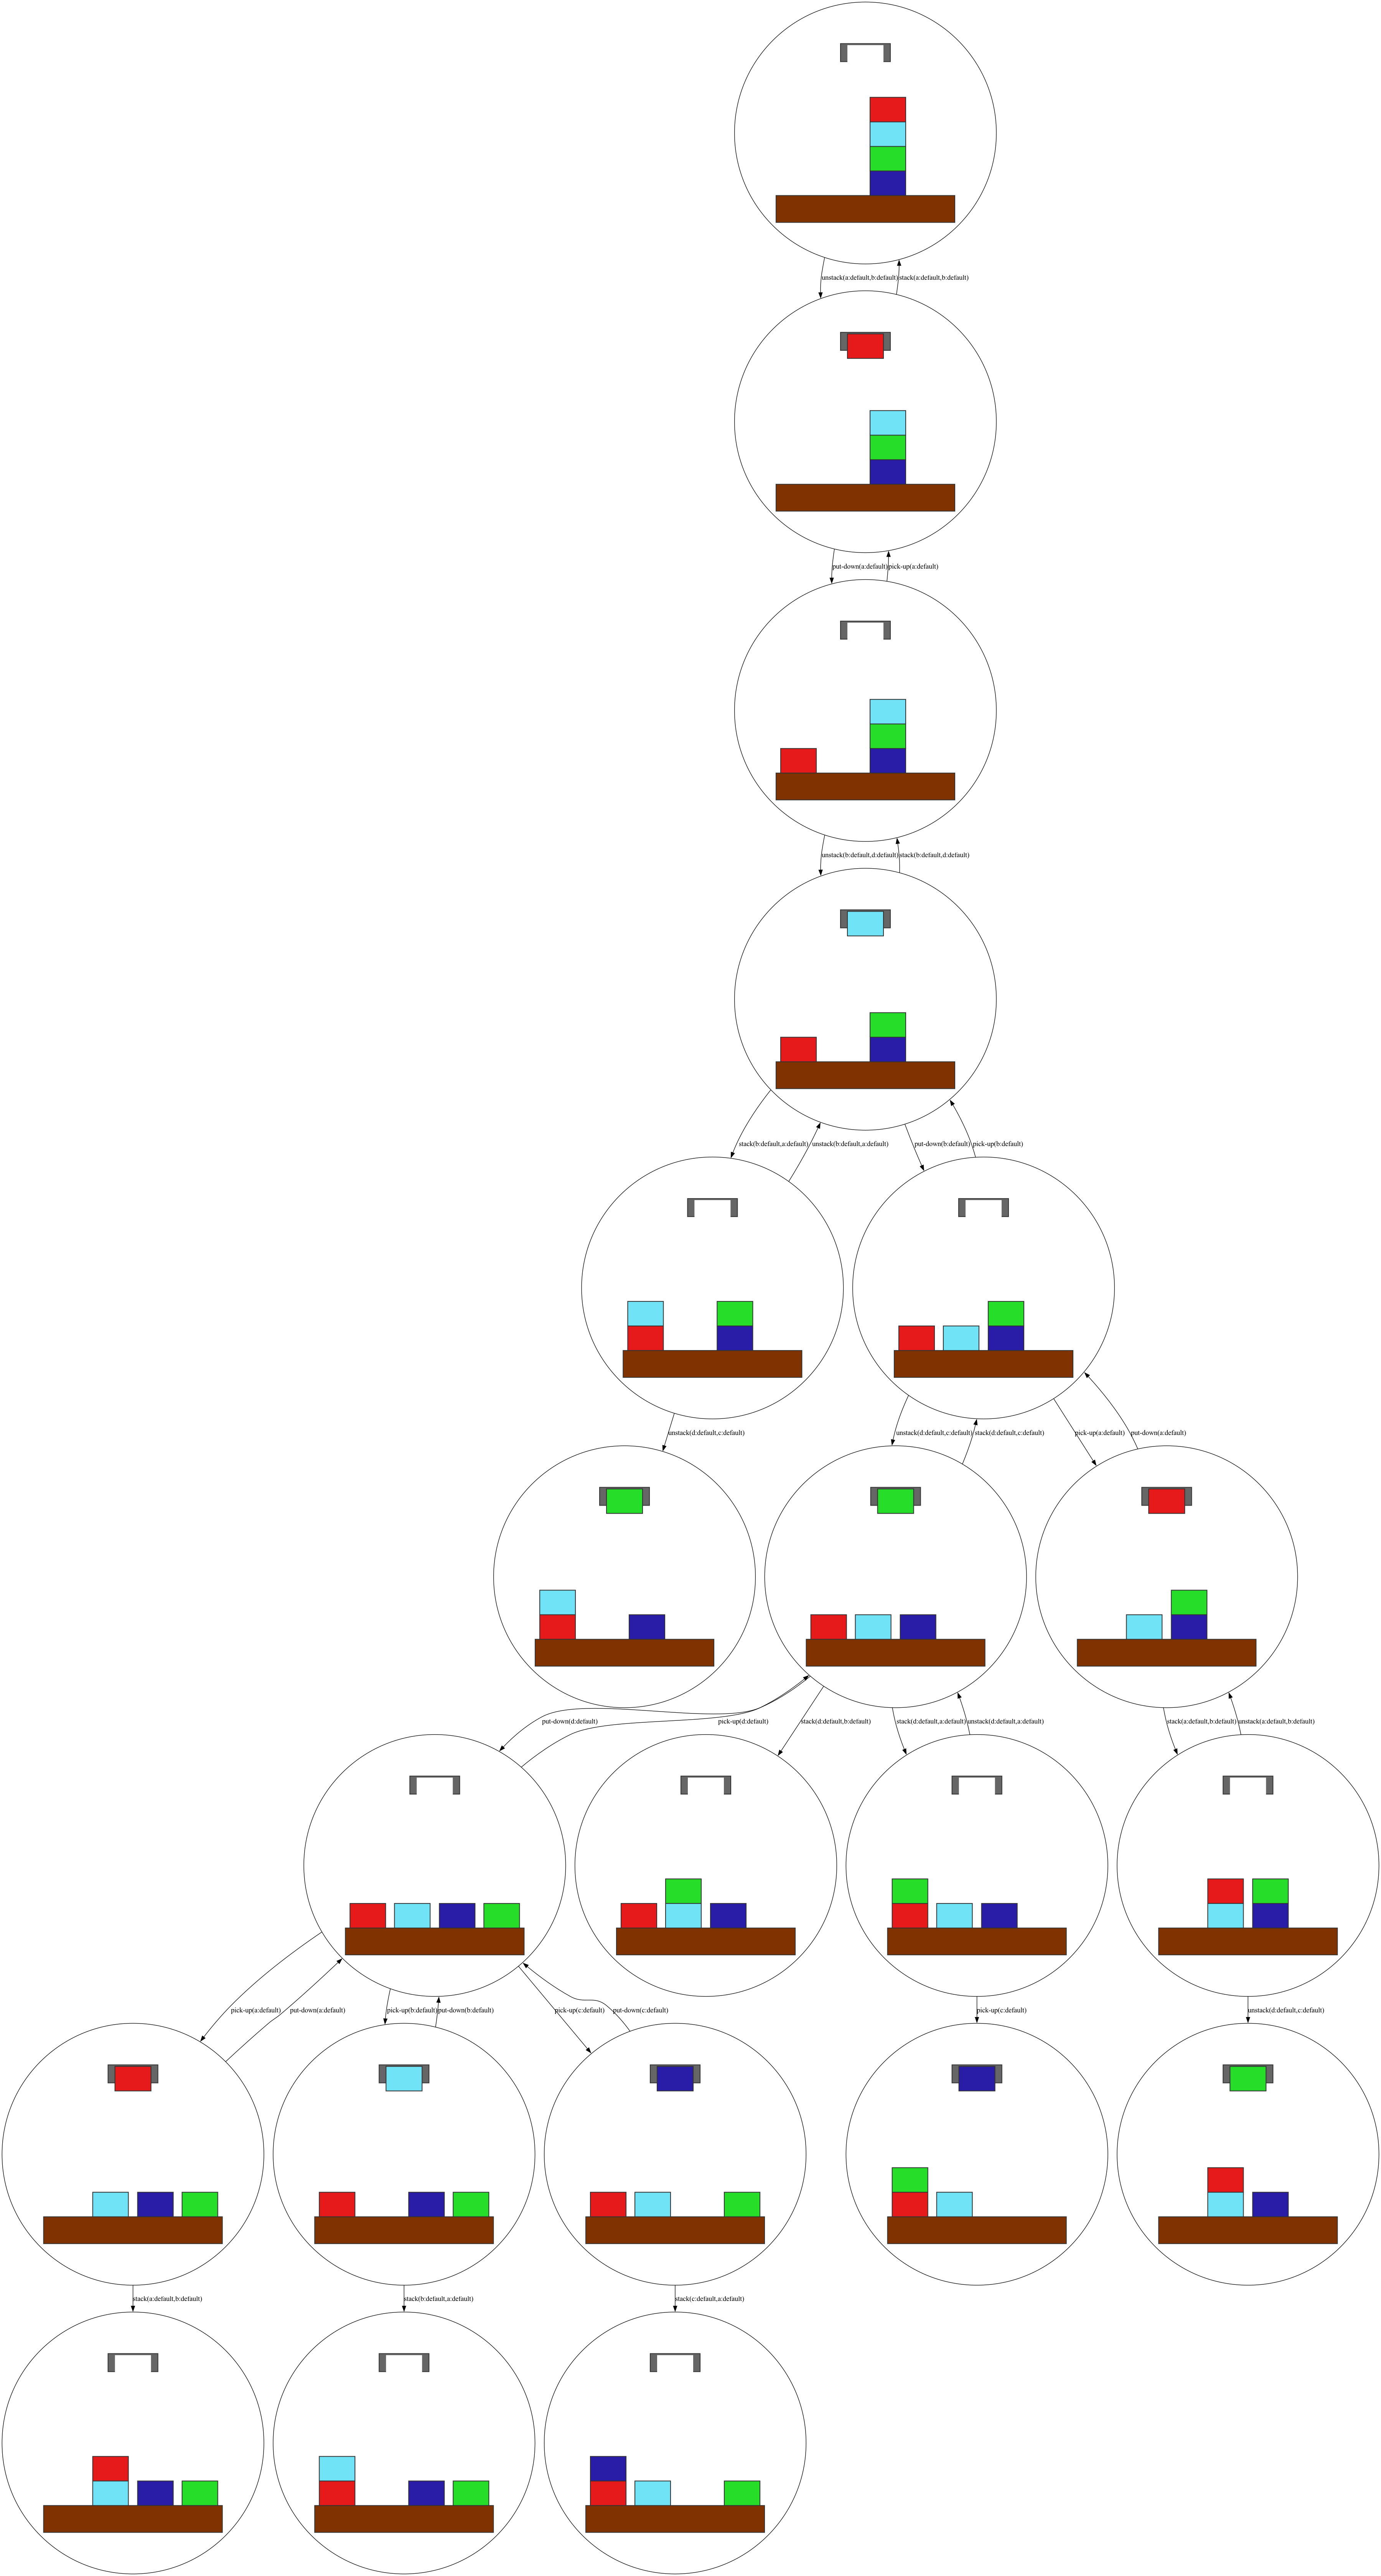 unstack(a:default,b:default) stack(a:default,b:default)
put-down(a:default) pick-up(a:default)
unstack(b:default,d:default) stack(b:default,d:default)
stack(b:default,a:default) unstack(b:default,a:default) put-down(b:default) pick-up(b:default)
unstack(d:default,c:default) unstack(d:default,c:default) stack(d:default,c:default) pick-up(a:default) put-down(a:default)
put-down(d:default) pick-up(d:default) stack(d:default,b:default) stack(d:default,a:default) unstack(d:default,a:default) stack(a:default,b:default) unstack(a:default,b:default)
pick-up(a:default) put-down(a:default) pick-up(b:default) put-down(b:default) pick-up(c:default) put-down(c:default) pick-up(c:default) unstack(d:default,c:default)
stack(a:default,b:default) stack(b:default,a:default) stack(c:default,a:default)